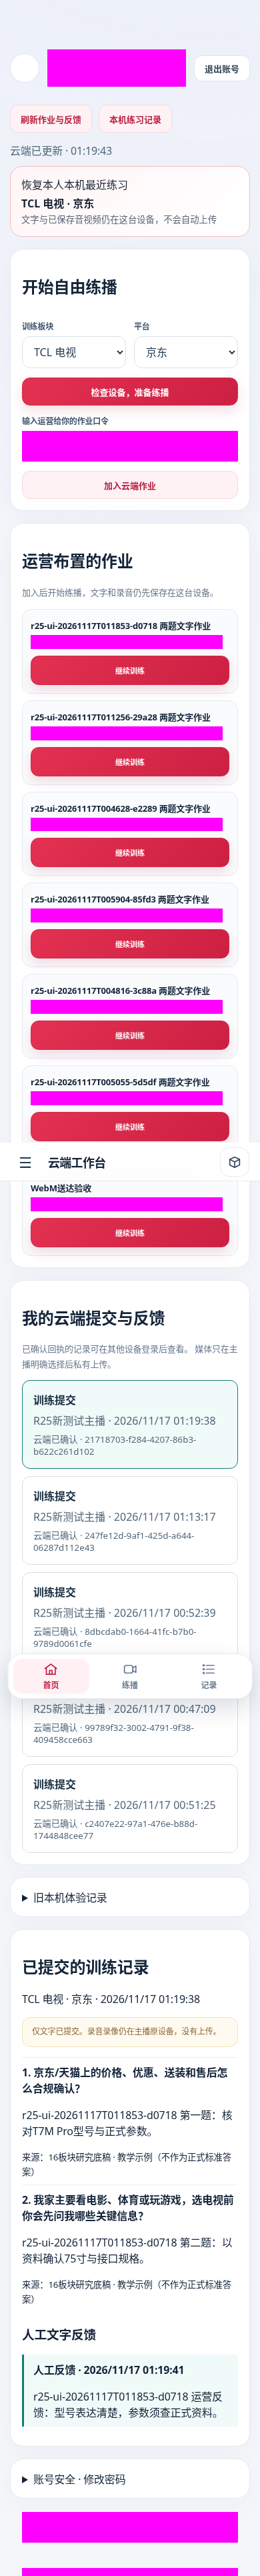 退出账号
刷新作业与反馈
本机练习记录
云端已更新 · 01:19:43
恢复本人本机最近练习
TCL 电视 · 京东
文字与已保存音视频仍在这台设备，不会自动上传
开始自由练播
训练板块
平台
TCL 电视
京东
检查设备，准备练播
输入运营给你的作业口令
加入云端作业
运营布置的作业
加入后开始练播，文字和录音仍先保存在这台设备。
r25-ui-20261117T011853-d0718 两题文字作业
继续训练
r25-ui-20261117T011256-29a28 两题文字作业
继续训练
r25-ui-20261117T004628-e2289 两题文字作业
继续训练
r25-ui-20261117T005904-85fd3 两题文字作业
继续训练
r25-ui-20261117T004816-3c88a 两题文字作业
继续训练
r25-ui-20261117T005055-5d5df 两题文字作业
继续训练
云端工作台
WebM送达验收
继续训练
我的云端提交与反馈
已确认回执的记录可在其他设备登录后查看。 媒体只在主
播明确选择后私有上传。
训练提交
R25新测试主播 · 2026/11/17 01:19:38
云端已确认 · 21718703-f284-4207-86b3-
b622c261d102
训练提交
R25新测试主播 · 2026/11/17 01:13:17
云端已确认 · 247fe12d-9af1-425d-a644-
06287d112e43
训练提交
R25新测试主播 · 2026/11/17 00:52:39
云端已确认 · 8dbcdab0-1664-41fc-b7b0-
9789d0061cfe
首页
练播
记录
R25新测试主播 · 2026/11/17 00:47:09
云端已确认 · 99789f32-3002-4791-9f38-
409458cce663
训练提交
R25新测试主播 · 2026/11/17 00:51:25
云端已确认 · c2407e22-97a1-476e-b88d-
1744848cee77
旧本机体验记录
已提交的训练记录
TCL 电视 · 京东 · 2026/11/17 01:19:38
仅文字已提交。录音录像仍在主播原设备，没有上传。
1. 京东/天猫上的价格、优惠、送装和售后怎
么合规确认？
r25-ui-20261117T011853-d0718 第一题：核
对T7M Pro型号与正式参数。
来源：16板块研究底稿 · 教学示例（不作为正式标准答
案）
2. 我家主要看电影、体育或玩游戏，选电视前
你会先问我哪些关键信息？
r25-ui-20261117T011853-d0718 第二题：以
资料确认75寸与接口规格。
来源：16板块研究底稿 · 教学示例（不作为正式标准答
案）
人工文字反馈
人工反馈 · 2026/11/17 01:19:41
r25-ui-20261117T011853-d0718 运营反
馈：型号表达清楚，参数须查正式资料。
账号安全 · 修改密码